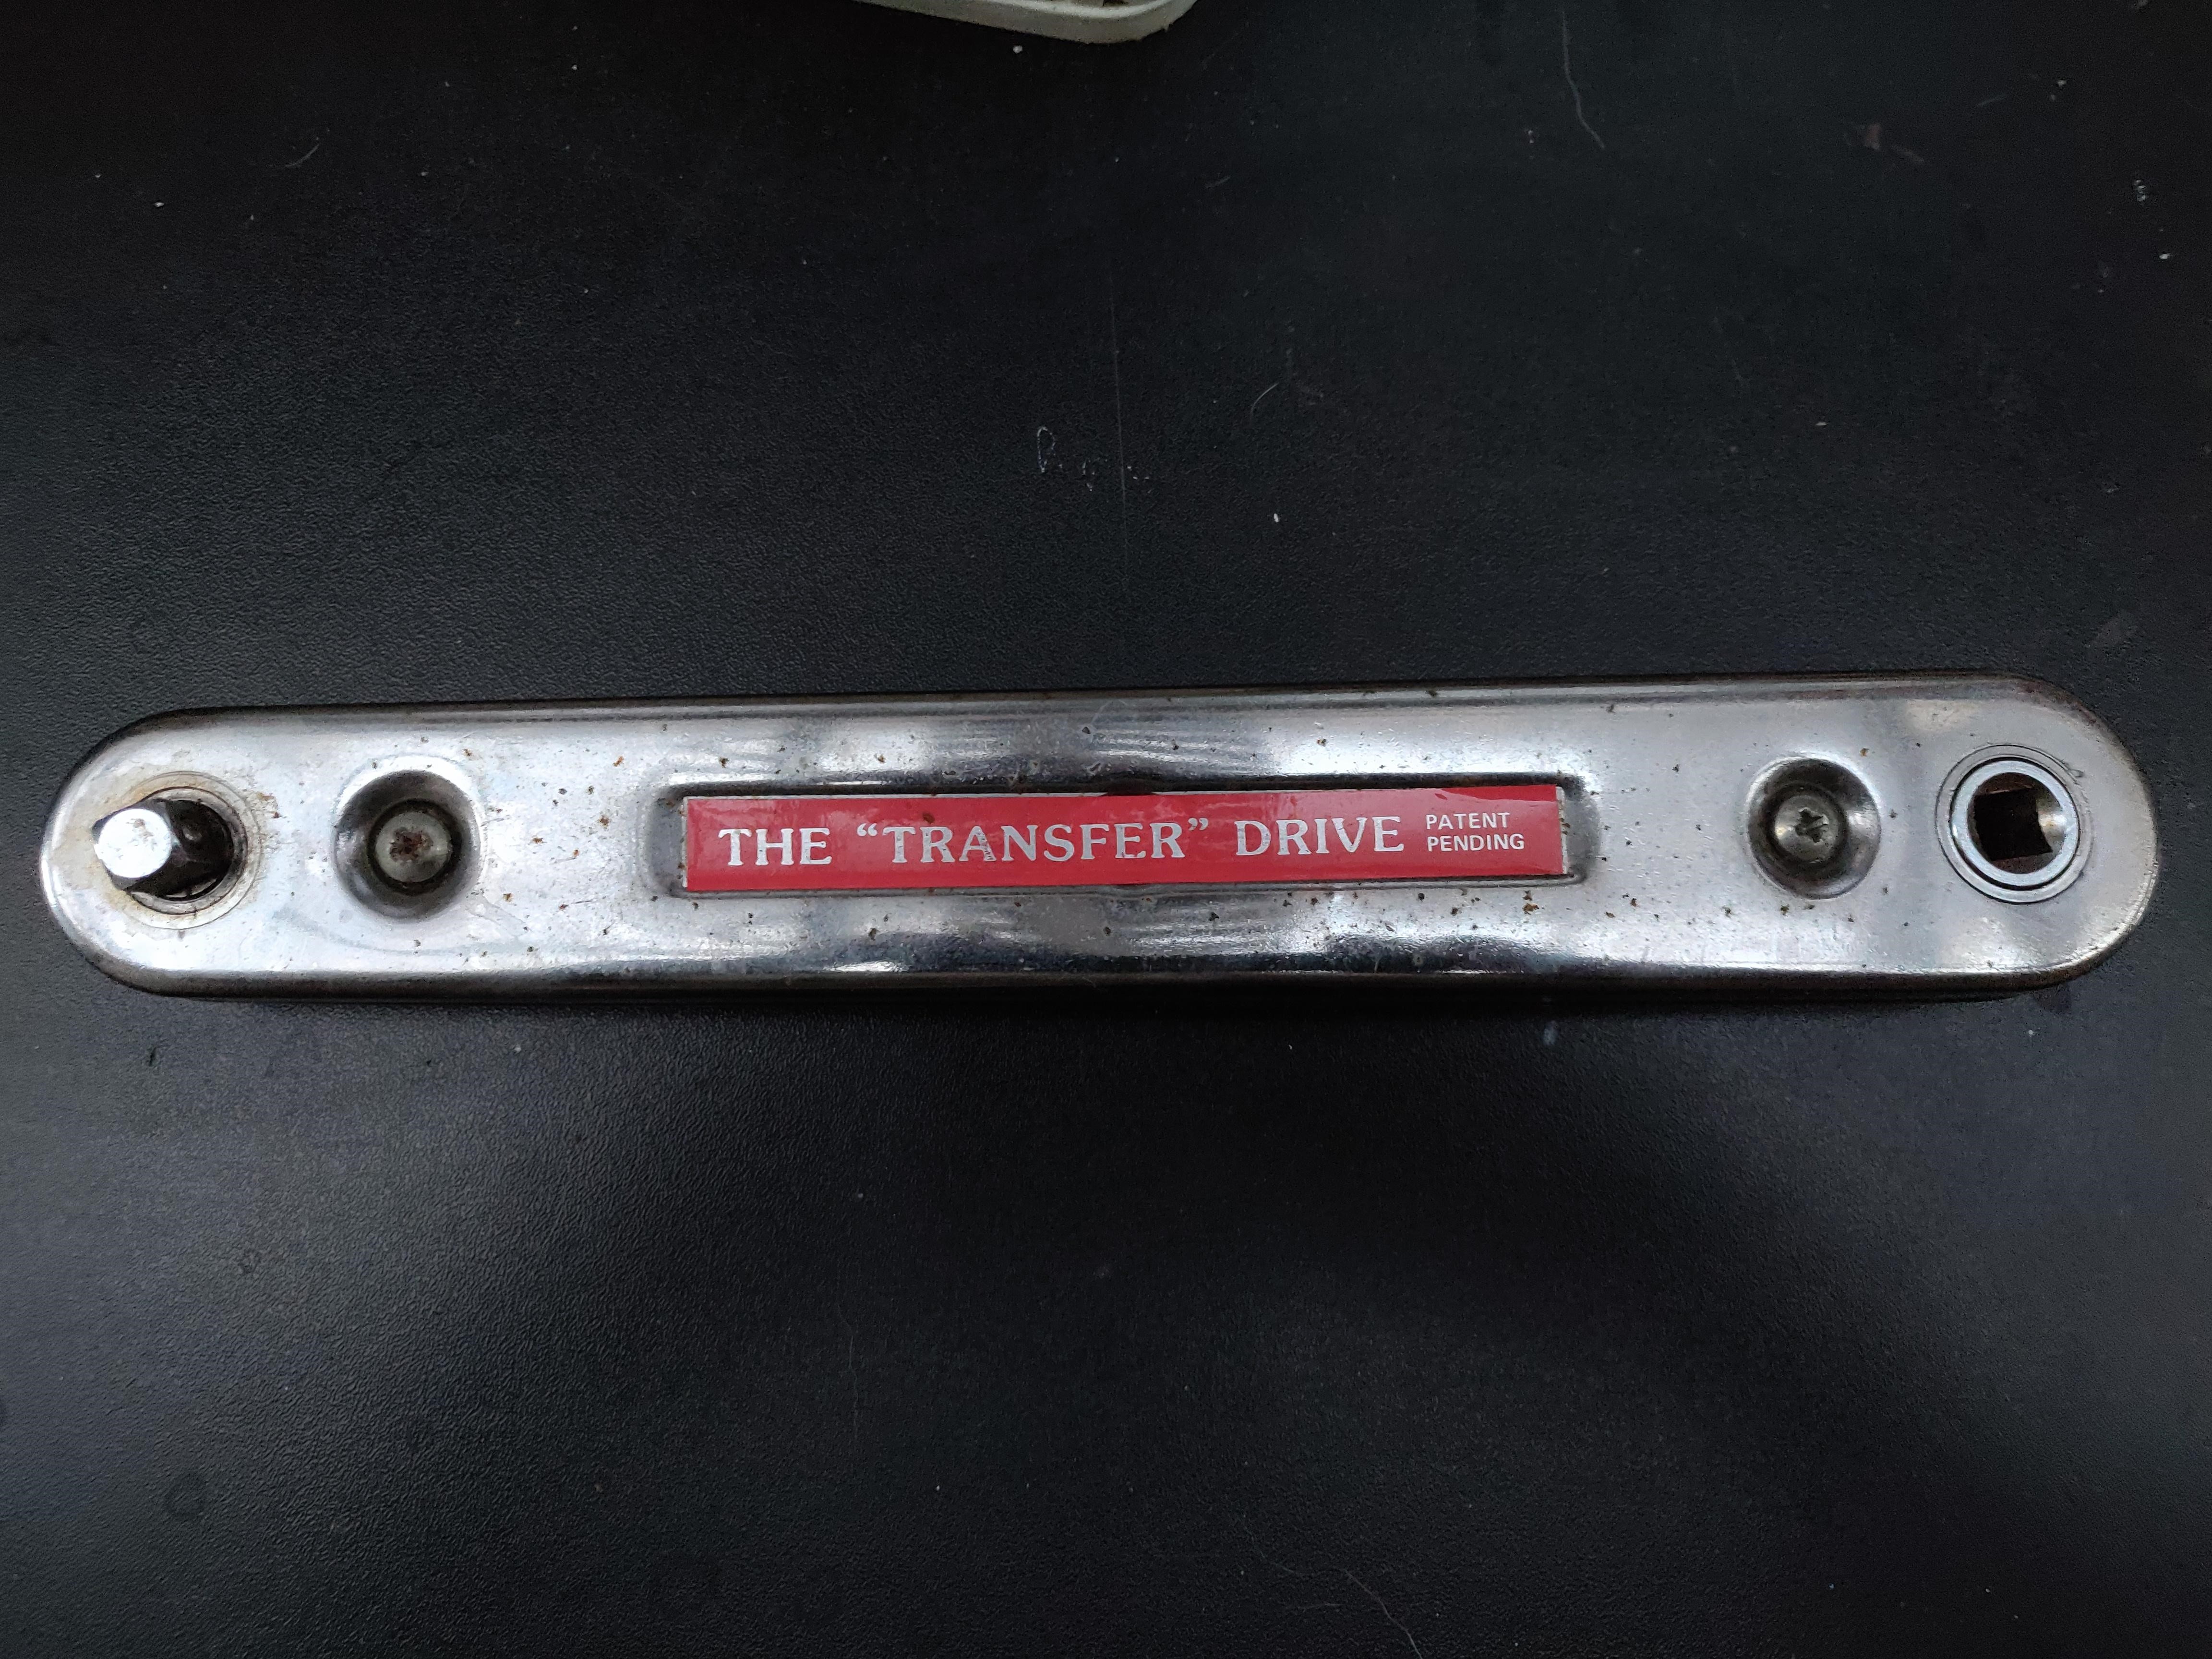 THE “TRANSFER” DRIVE
PATENT
PENDING